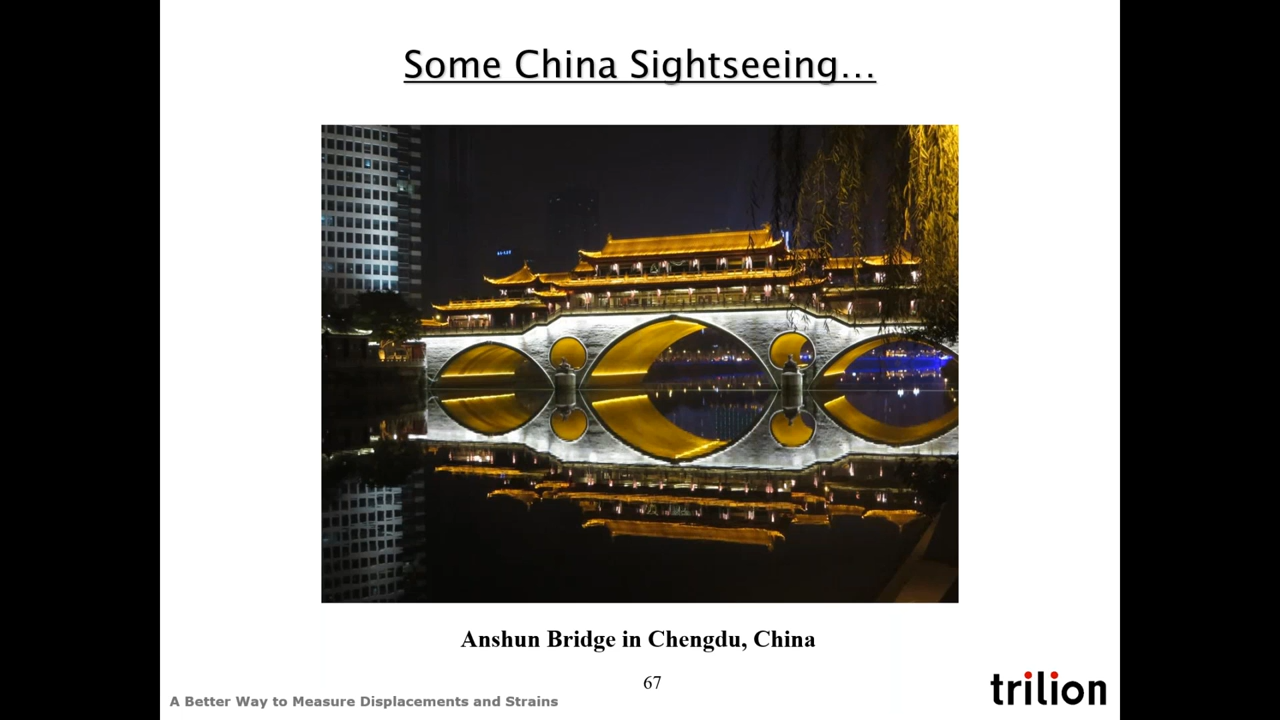 Some China Sightseeing…
Anshun Bridge in Chengdu, China
67
A Better Way to Measure Displacements and Strains
trilion